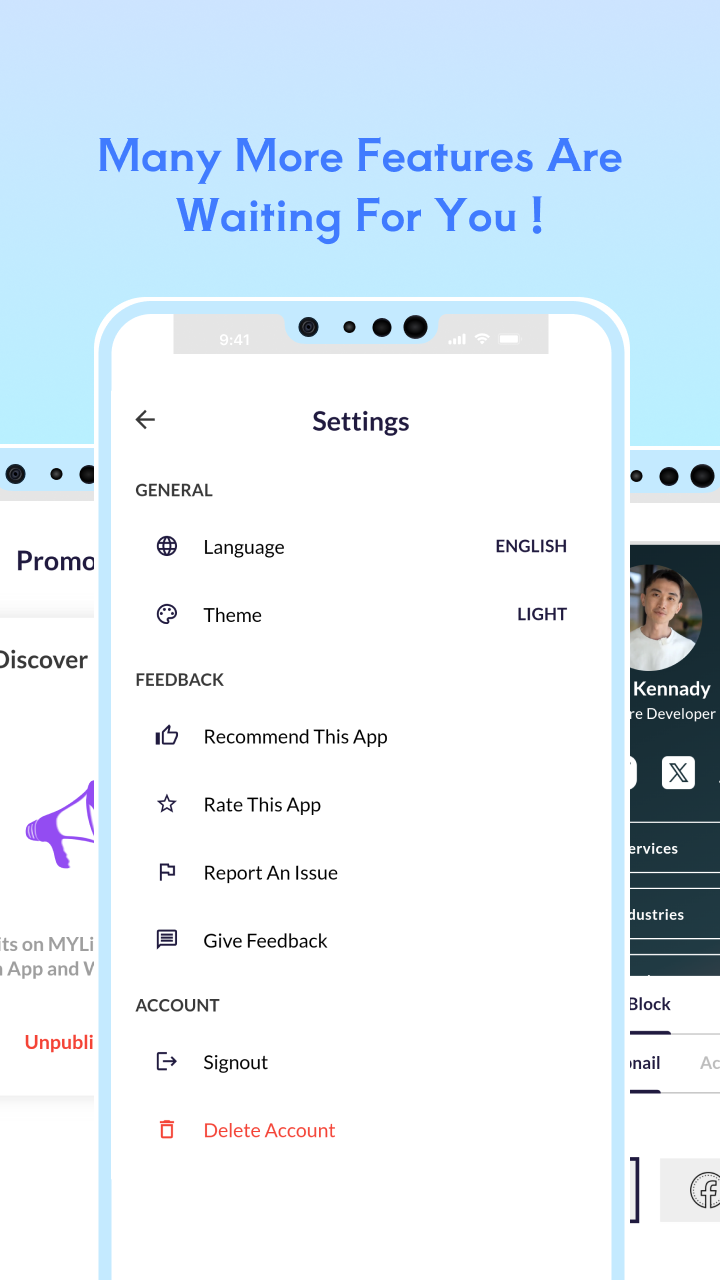 Many More Features Are
Waiting For You !
9:41
Settings
GENERAL
Language
ENGLISH
Theme
LIGHT
FEEDBACK
Recommend This App
Rate This App
Report An Issue
Give Feedback
ACCOUNT
Signout
Delete Account
Promo
Discover
its on MYLi
App and W
Unpubli
Kennady
re Developer
ervices
dustries
Block
nail
Ac